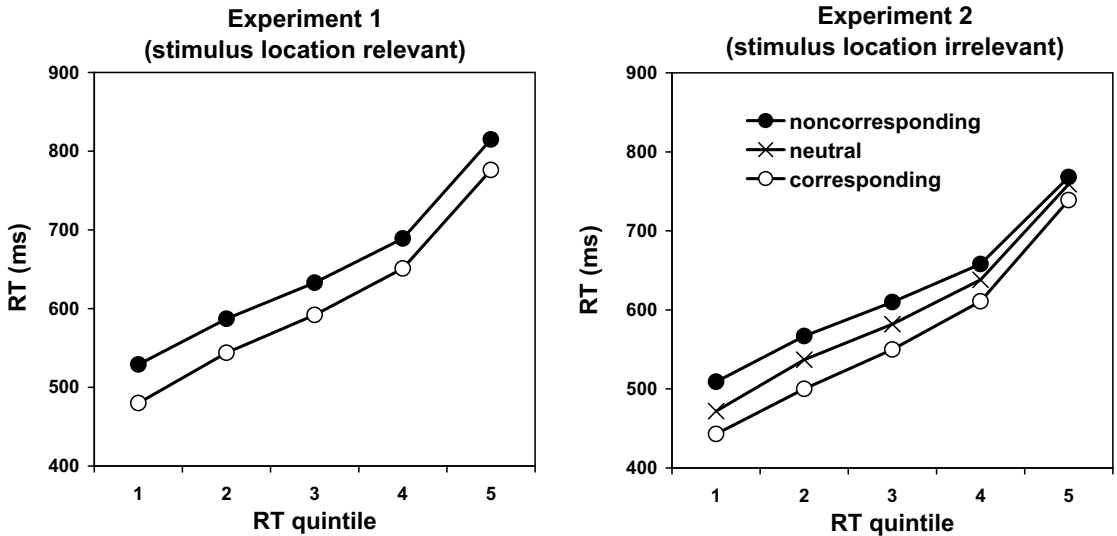 Experiment 1
(stimulus location relevant)
900
800
700
600
500
400
RT (ms)
1 2 3 4 5
RT quintile
Experiment 2
(stimulus location irrelevant)
900
800
700
600
500
400
RT (ms)
noncorresponding
neutral
corresponding
1 2 3 4 5
RT quintile